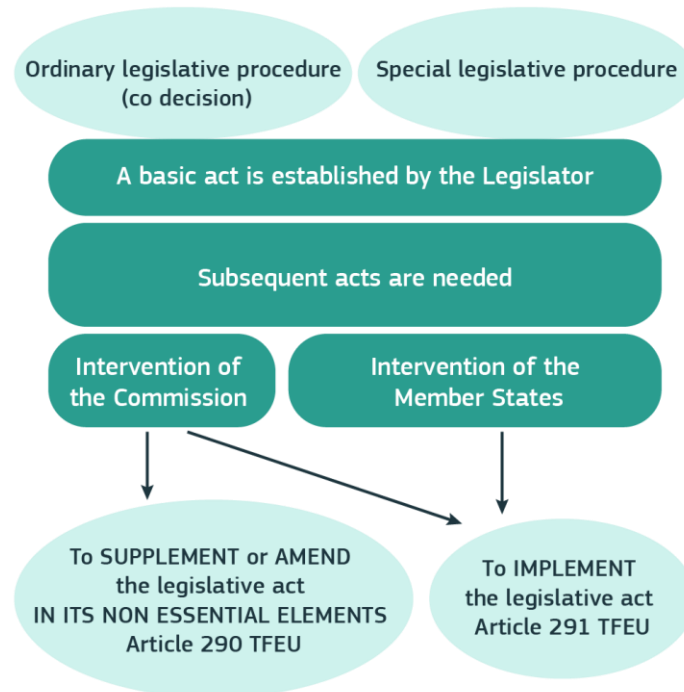 Ordinary legislative procedure
(co decision)
Special legislative procedure
A basic act is established by the Legislator
Subsequent acts are needed
Intervention of
the Commission
Intervention of the
Member States
To SUPPLEMENT or AMEND
the legislative act
IN ITS NON ESSENTIAL ELEMENTS
Article 290 TFEU
To IMPLEMENT
the legislative act
Article 291 TFEU